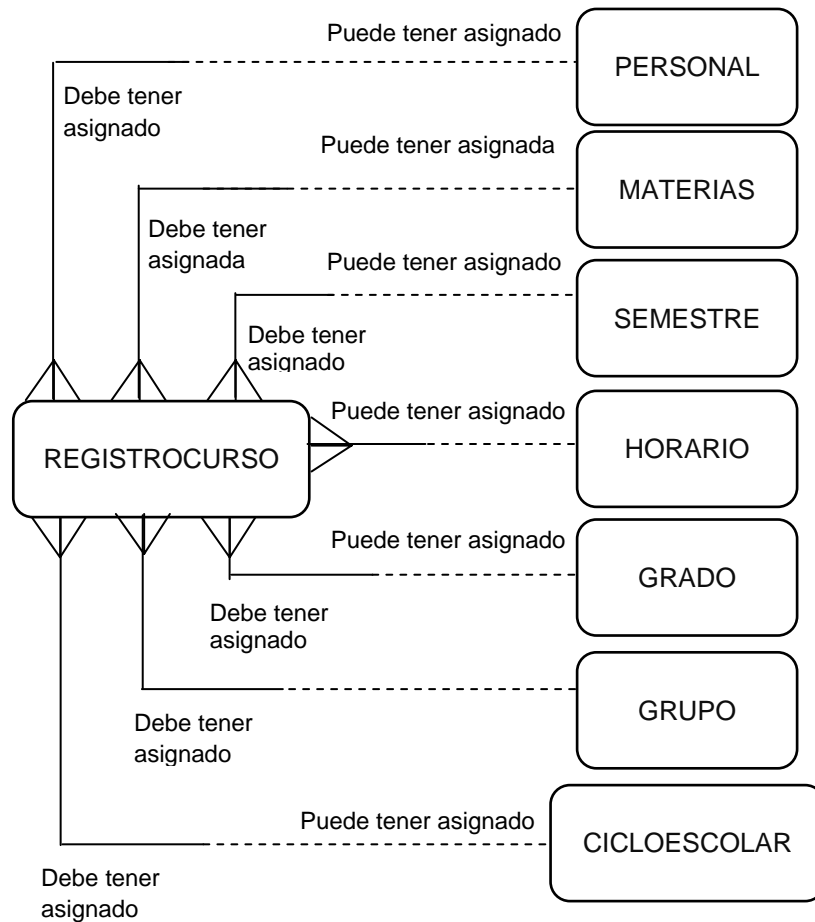 Puede tener asignado
PERSONAL
Debe tener
asignado
Puede tener asignada
MATERIAS
Debe tener
asignada
Puede tener asignado
SEMESTRE
Debe tener
asignado
Puede tener asignado
REGISTROCURSO
HORARIO
Puede tener asignado
GRADO
Debe tener
asignado
GRUPO
Debe tener
asignado
Puede tener asignado
CICLOESCOLAR
Debe tener
asignado